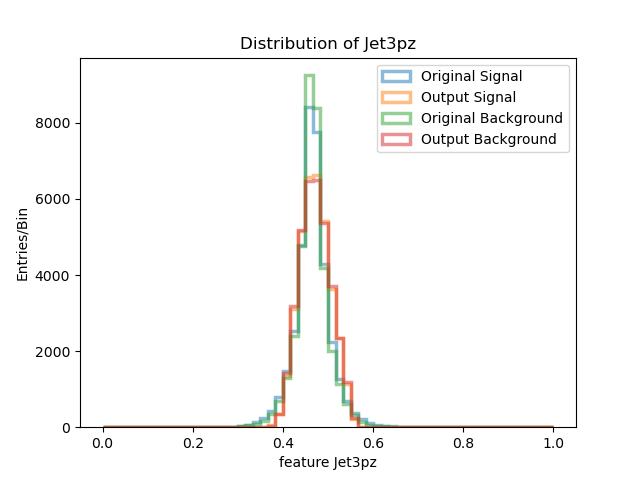 Distribution of Jet3pz
Original Signal
Output Signal
Original Background
Output Background
Entries/Bin
8000
6000
4000
2000
0
0.0 0.2 0.4 0.6 0.8 1.0
feature Jet3pz